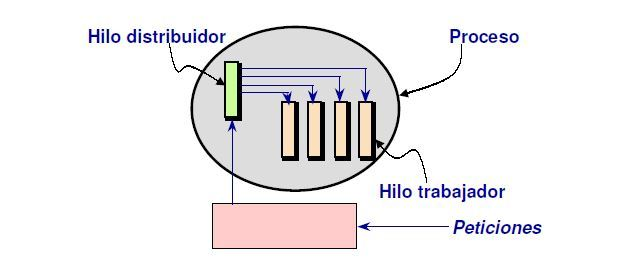 Hilo distribuidor
Proceso
Hilo trabajador
Peticiones